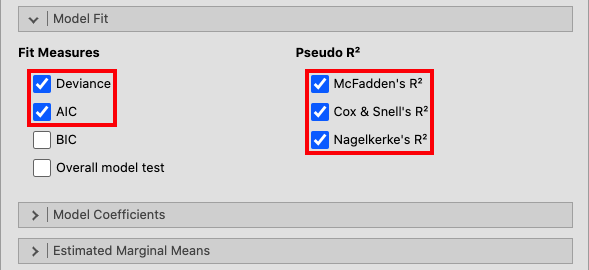 Model Fit
Fit Measures
Pseudo R²
Deviance
McFadden's R²
AIC
Cox & Snell's R²
BIC
Nagelkerke's R²
Overall model test
Model Coefficients
Estimated Marginal Means